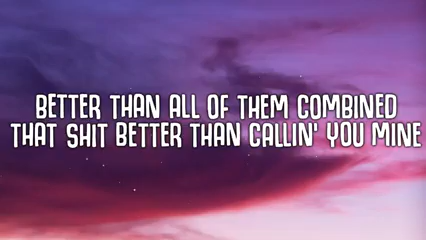 BETTER THAN ALL OF THEM COMBINED
THAT SHIT BETTER THAN CALLIN' YOU MINE